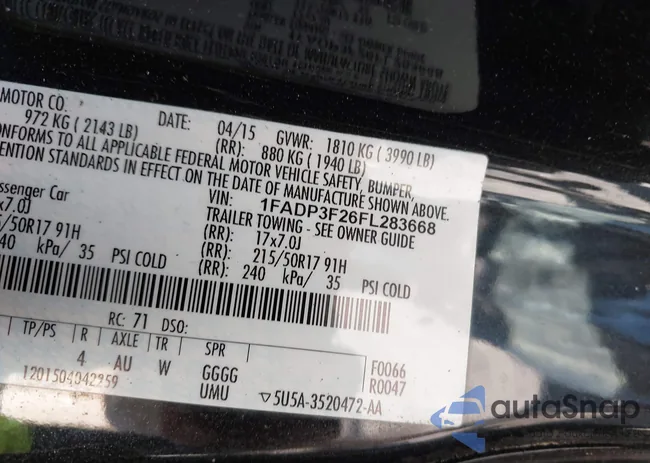 MOTOR CO.
DATE: 04/15 GVWR: 1810 KG ( 3990 LB)
972 KG ( 2143 LB) (RR): 880 KG ( 1940 LB)
CONFORMS TO ALL APPLICABLE FEDERAL MOTOR VEHICLE SAFETY, BUMPER,
STANDARDS IN EFFECT ON THE DATE OF MANUFACTURE SHOWN ABOVE.
VIN: 1FADP3F26FL283668
Passenger Car TRAILER TOWING - SEE OWNER GUIDE
x7.0J (RR): 17x7.0J
5/50R17 91H (RR): 215/50R17 91H
40 kPa/ 35 PSI COLD (RR): 240 kPa/ 35 PSI COLD
RC: 71 DSO:
TP/PS R AXLE TR SPR
4 AU W GGGG F0066
1201504042259 UMU R0047
5U5A-3520472-AA
autoSnap